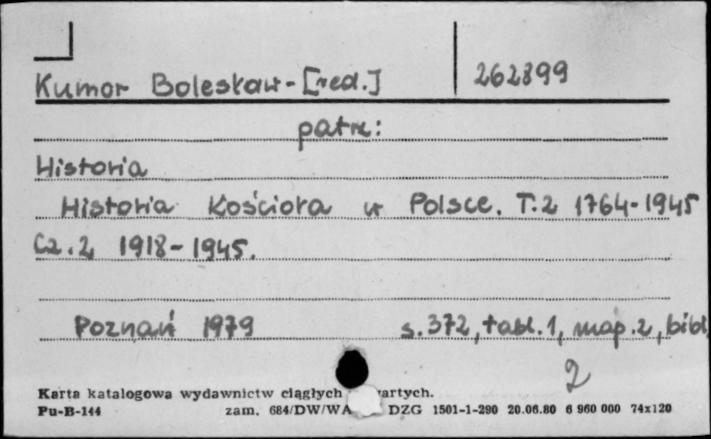 Kumor Bolesław-[red.] 262899
patrz:
Historia
Historia Kościoła w Polsce. T.2 1764-1945
Cz.2, 1918-1945.
Poznań 1979 s.372, tabl.1, map.2, bibl
2
Karta katalogowa wydawnictw ciągłych
Pu-B-144 zam. 684/DW/WA DZG 1501-1-290 20.06.80 6 960 000 74x120